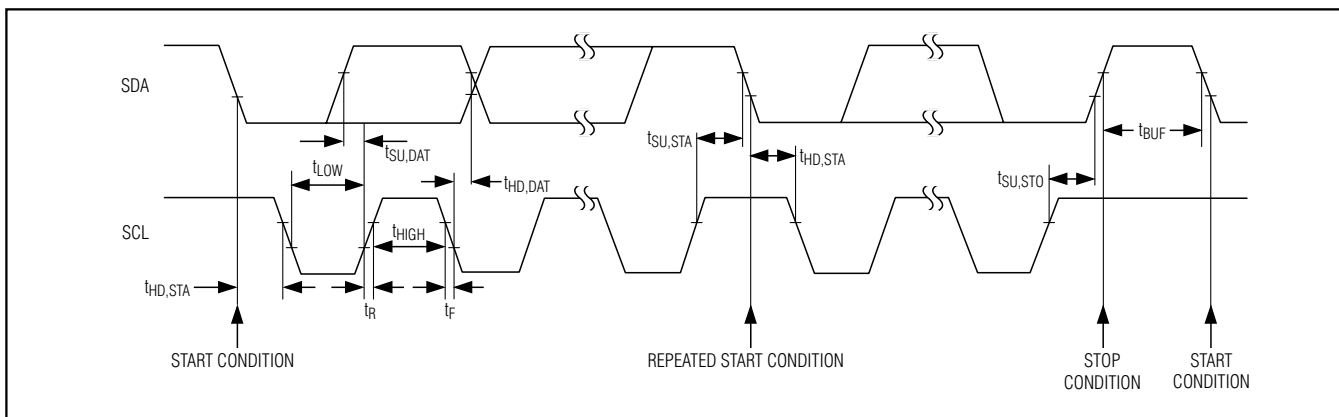 SDA
tSU,STA
tBUF
tSU,DAT
tHD,STA
tLOW
tHD,DAT
tSU,STO
SCL
tHIGH
tHD,STA
tR
tF
START CONDITION
REPEATED START CONDITION
STOP
CONDITION
START
CONDITION